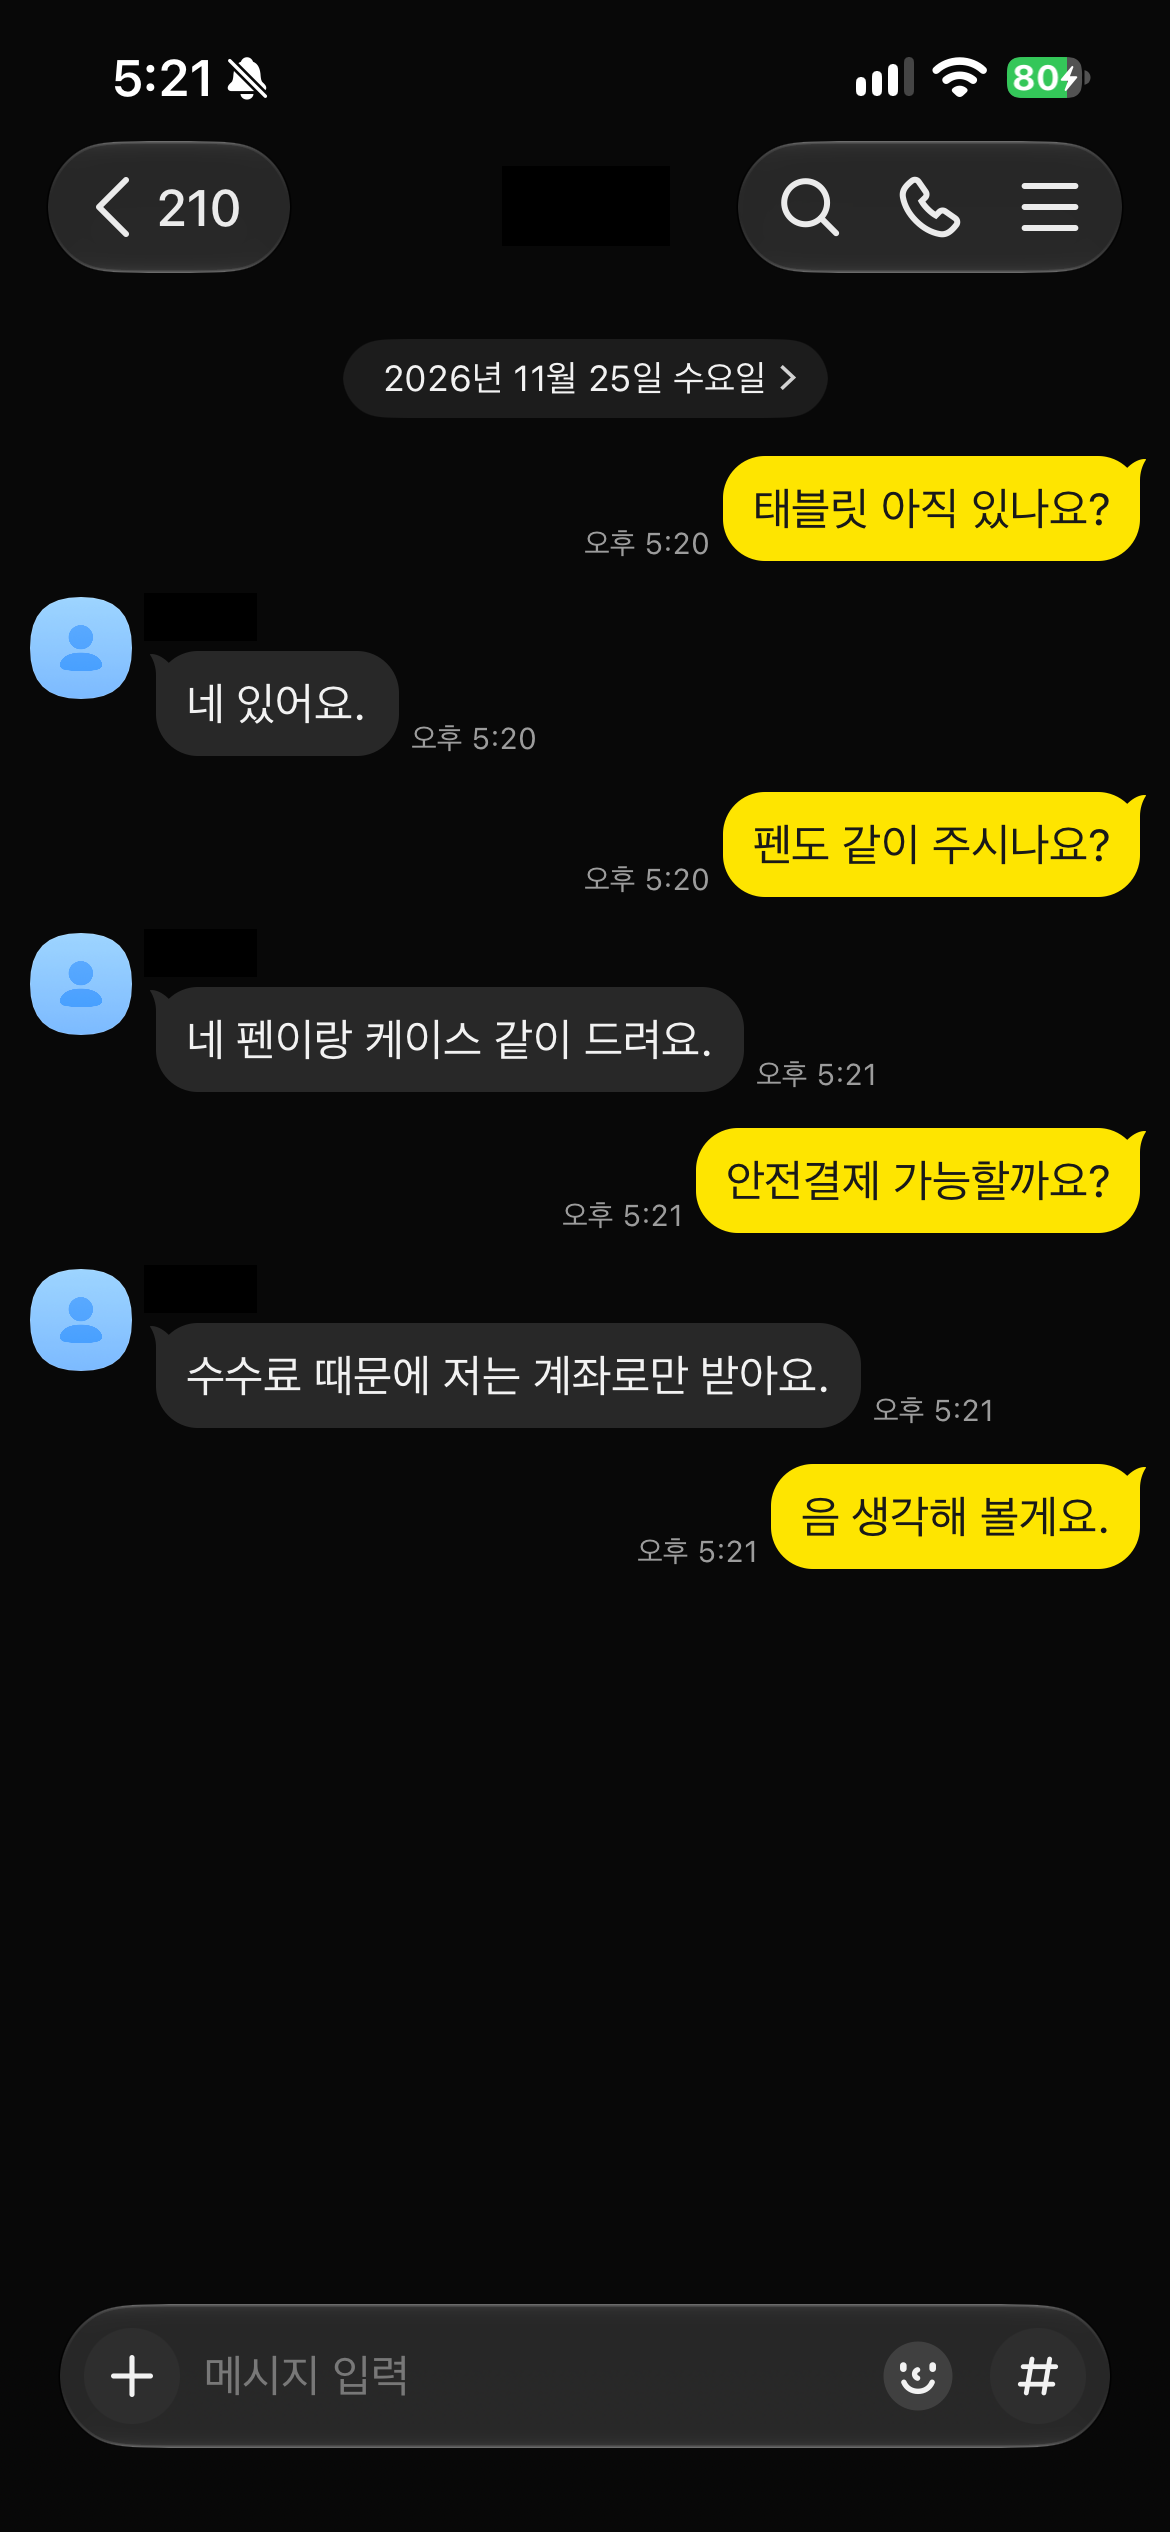 5:21
80
210
2026년 11월 25일 수요일
태블릿 아직 있나요?
오후 5:20
네 있어요.
오후 5:20
펜도 같이 주시나요?
오후 5:20
네 펜이랑 케이스 같이 드려요.
오후 5:21
안전결제 가능할까요?
오후 5:21
수수료 때문에 저는 계좌로만 받아요.
오후 5:21
음 생각해 볼게요.
오후 5:21
메시지 입력